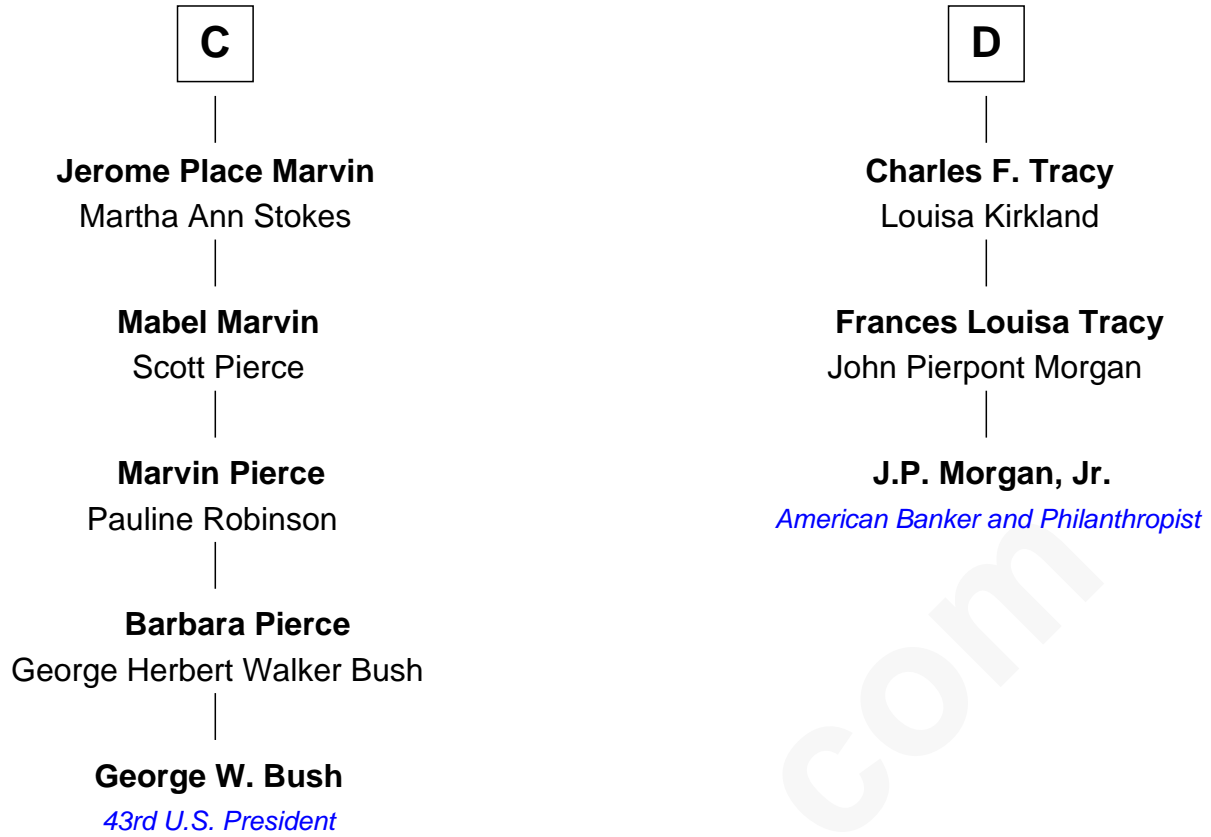 C
Jerome Place Marvin
Martha Ann Stokes
Mabel Marvin
Scott Pierce
Marvin Pierce
Pauline Robinson
Barbara Pierce
George Herbert Walker Bush
George W. Bush
43rd U.S. President
D
Charles F. Tracy
Louisa Kirkland
Frances Louisa Tracy
John Pierpont Morgan
J.P. Morgan, Jr.
American Banker and Philanthropist
com